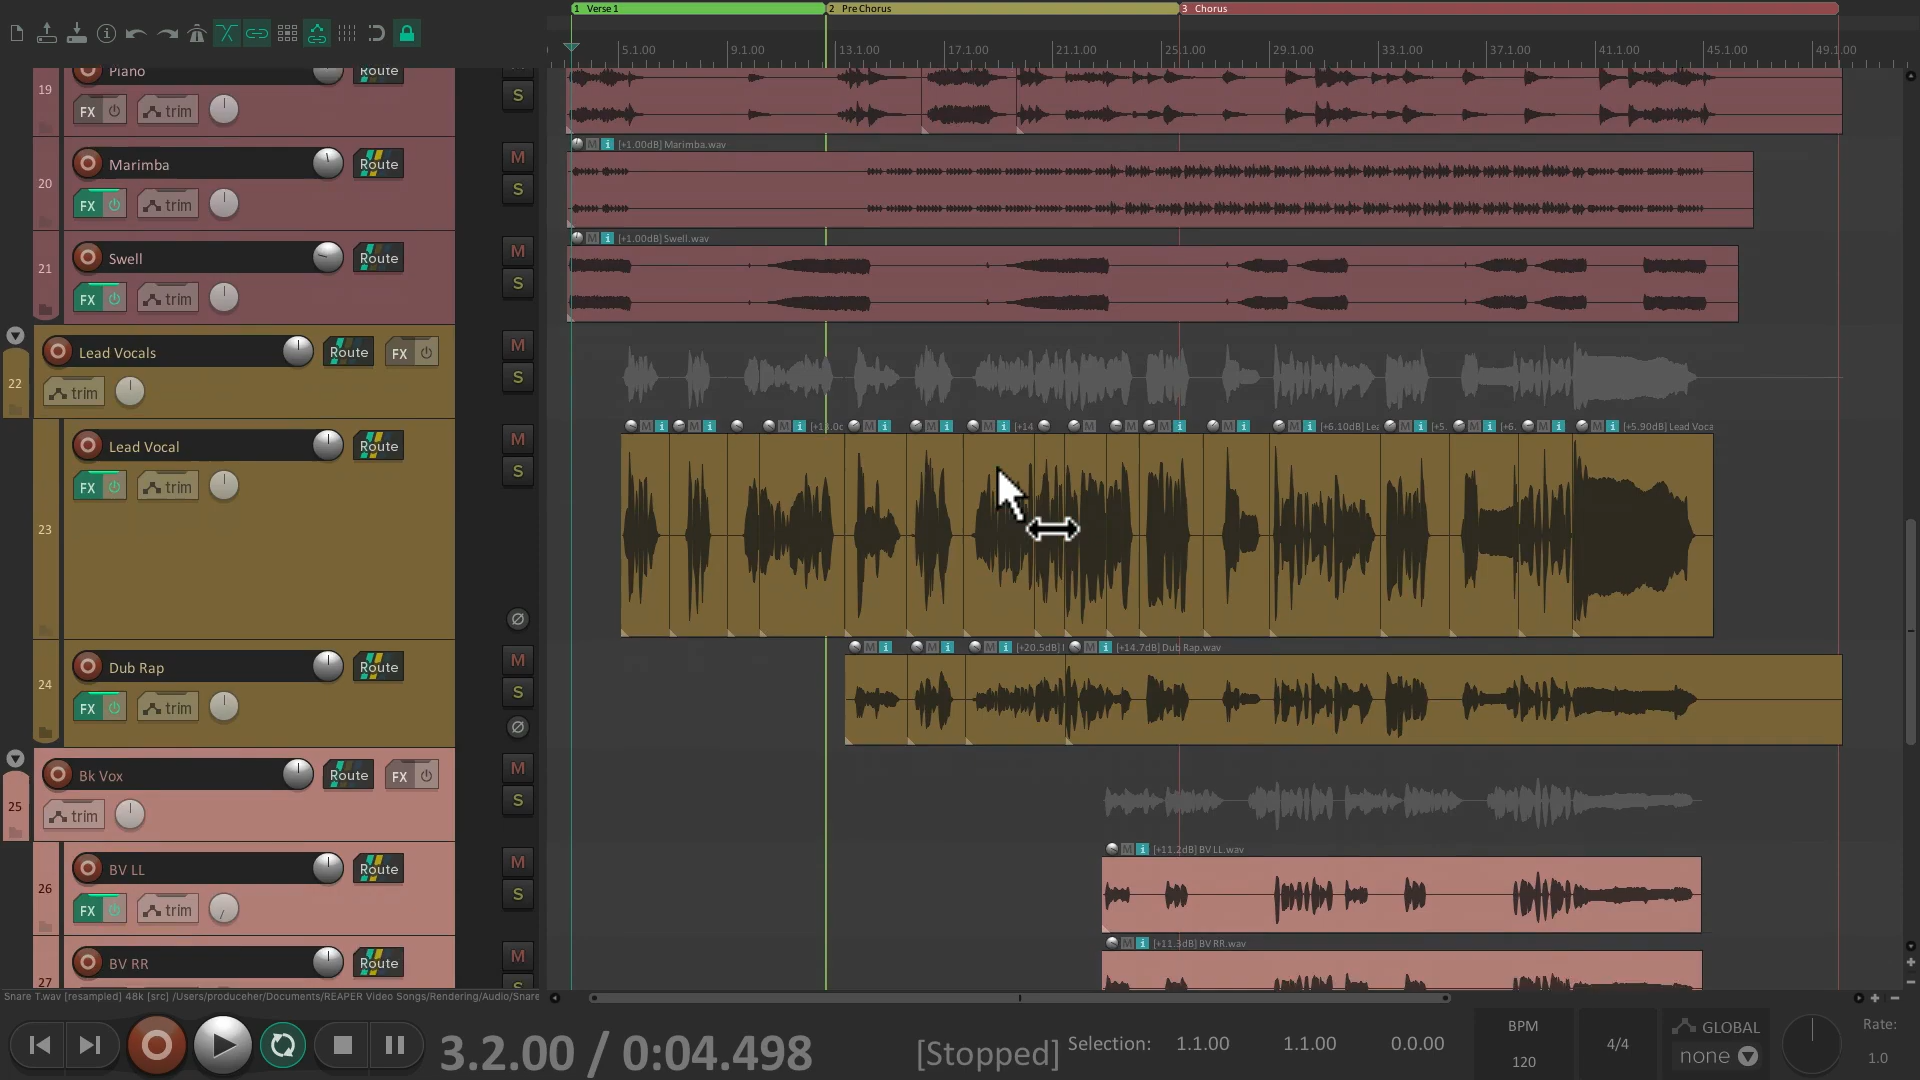 1 Verse 1
2 Pre Chorus
3 Chorus
5.1.00
9.1.00
13.1.00
17.1.00
21.1.00
25.1.00
29.1.00
33.1.00
37.1.00
41.1.00
45.1.00
49.1.00
19
Piano
Route
FX
trim
S
[+1.00dB] Marimba.wav
20
Marimba
Route
FX
trim
M
S
[+1.00dB] Swell.wav
21
Swell
Route
FX
trim
M
S
22
Lead Vocals
Route
FX
trim
M
S
[+14
[+6.10dB] Le
[+5.
[+6.
[+5.90dB] Lead Voca
23
Lead Vocal
Route
FX
trim
M
S
[+20.5dB]
[+14.7dB] Dub Rap.wav
24
Dub Rap
Route
FX
trim
M
S
25
Bk Vox
Route
FX
trim
M
S
[+11.2dB] BV LL.wav
26
BV LL
Route
FX
trim
M
S
[+11.3dB] BV RR.wav
27
BV RR
Route
M
S
Snare T.wav [resampled] 48k [src] /Users/produceher/Documents/REAPER Video Songs/Rendering/Audio/Snare
3.2.00 / 0:04.498
[Stopped]
Selection:
1.1.00
1.1.00
0.0.00
BPM
120
4/4
GLOBAL
none
Rate:
1.0